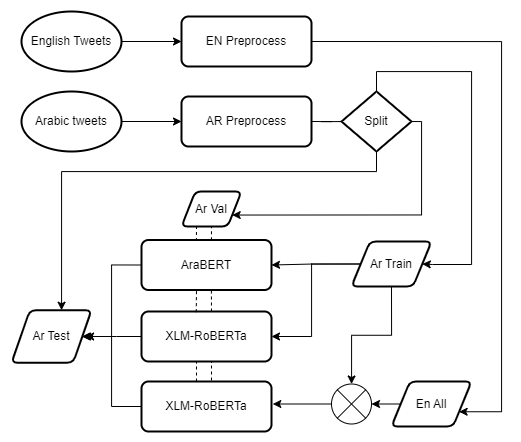 English Tweets
EN Preprocess
Arabic tweets
AR Preprocess
Split
Ar Val
AraBERT
Ar Train
Ar Test
XLM-RoBERTa
XLM-RoBERTa
En All